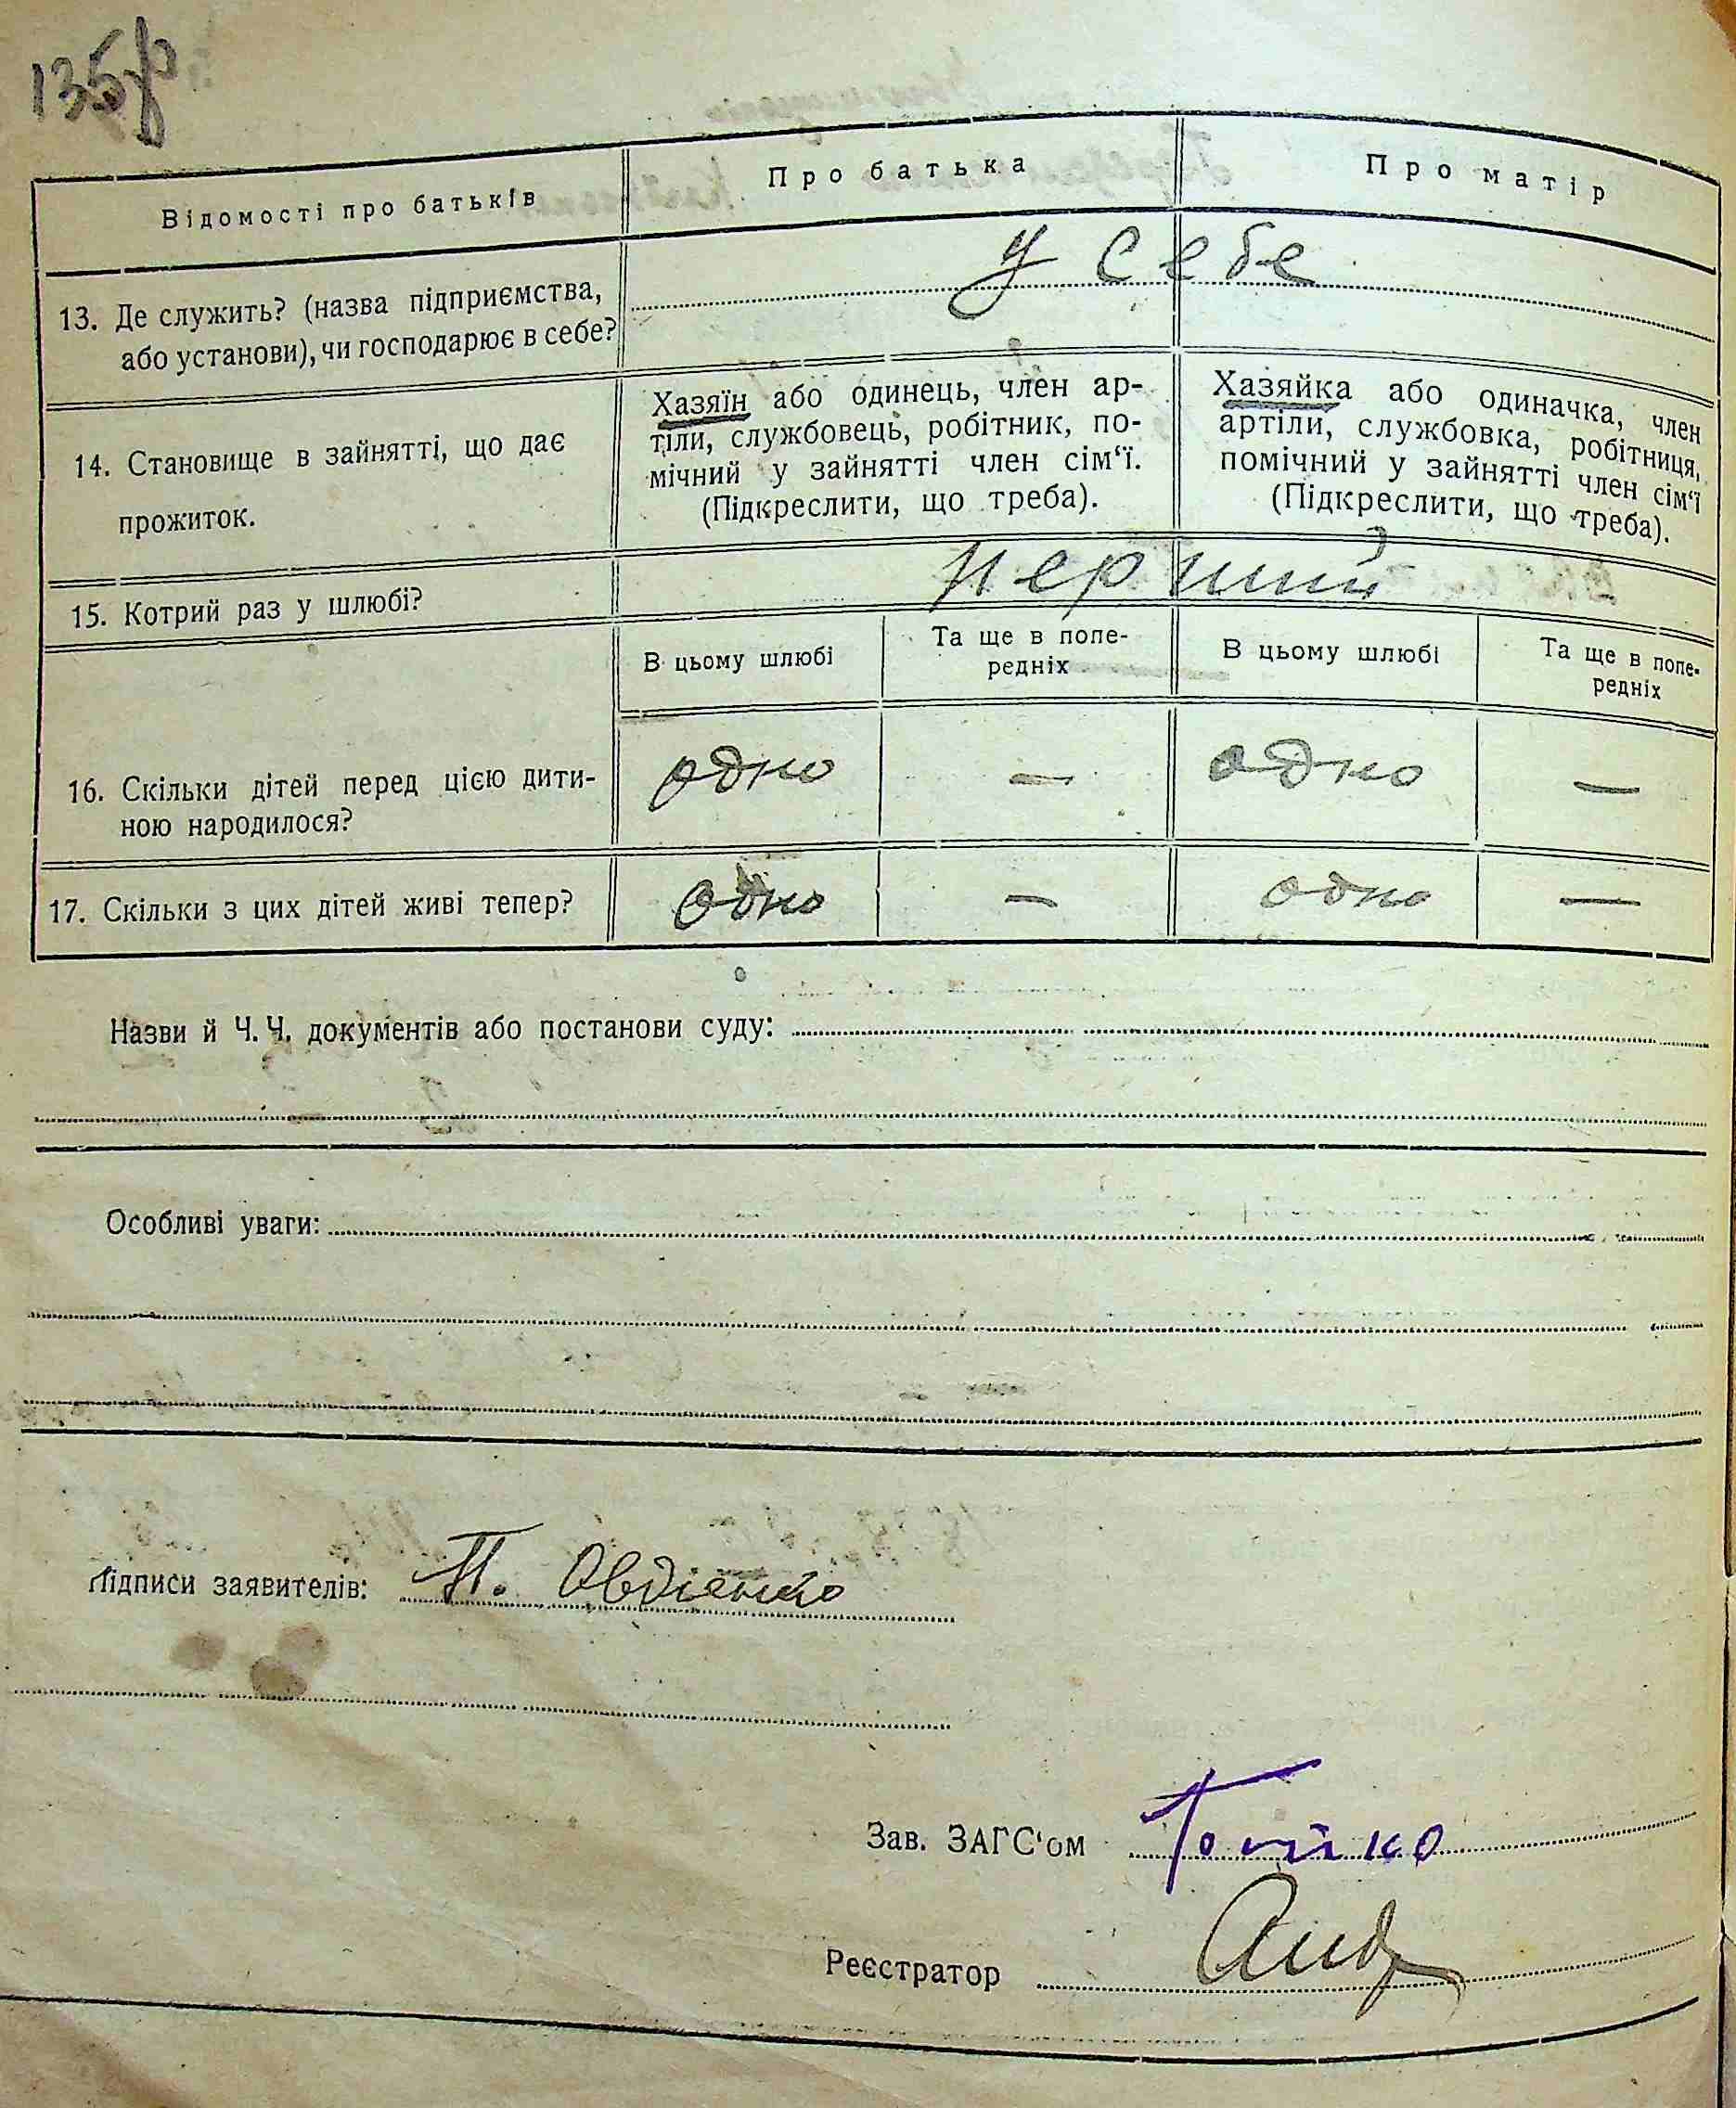 135
Відомості про батьків
Про батька
Про матір
13. Де служить? (назва підприємства,
або установи), чи господарює в себе?
у себе
14. Становище в зайнятті, що дає
прожиток.
Хазяїн або одинець, член ар-
тіли, службовець, робітник, по-
мічний у зайнятті член сім‘ї.
(Підкреслити, що треба).
Хазяйка або одиначка, член
артіли, службовка, робітниця,
помічний у зайнятті член сім‘ї
(Підкреслити, що треба).
15. Котрий раз у шлюбі?
перший
В цьому шлюбі
Та ще в попе-
редніх
В цьому шлюбі
Та ще в попе-
редніх
16. Скільки дітей перед цією дити-
ною народилося?
одно — одно —
17. Скільки з цих дітей живі тепер?
одно — одно —
Назви й Ч. Ч. документів або постанови суду:
Особливі уваги:
Підписи заявителів: П. Овдієнко
Зав. ЗАГС‘ом Бойко
Реєстратор